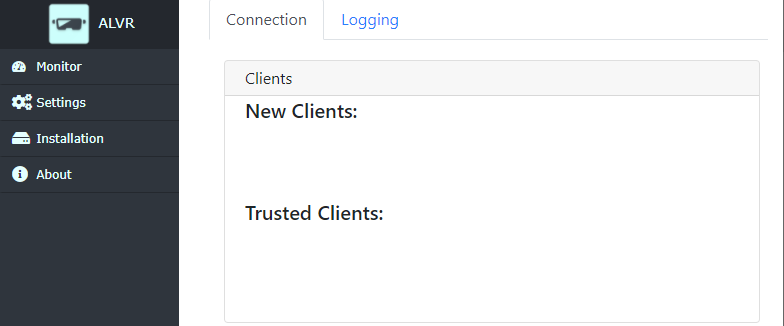 ALVR
Monitor
Settings
Installation
About
Connection
Logging
Clients
New Clients:
Trusted Clients: